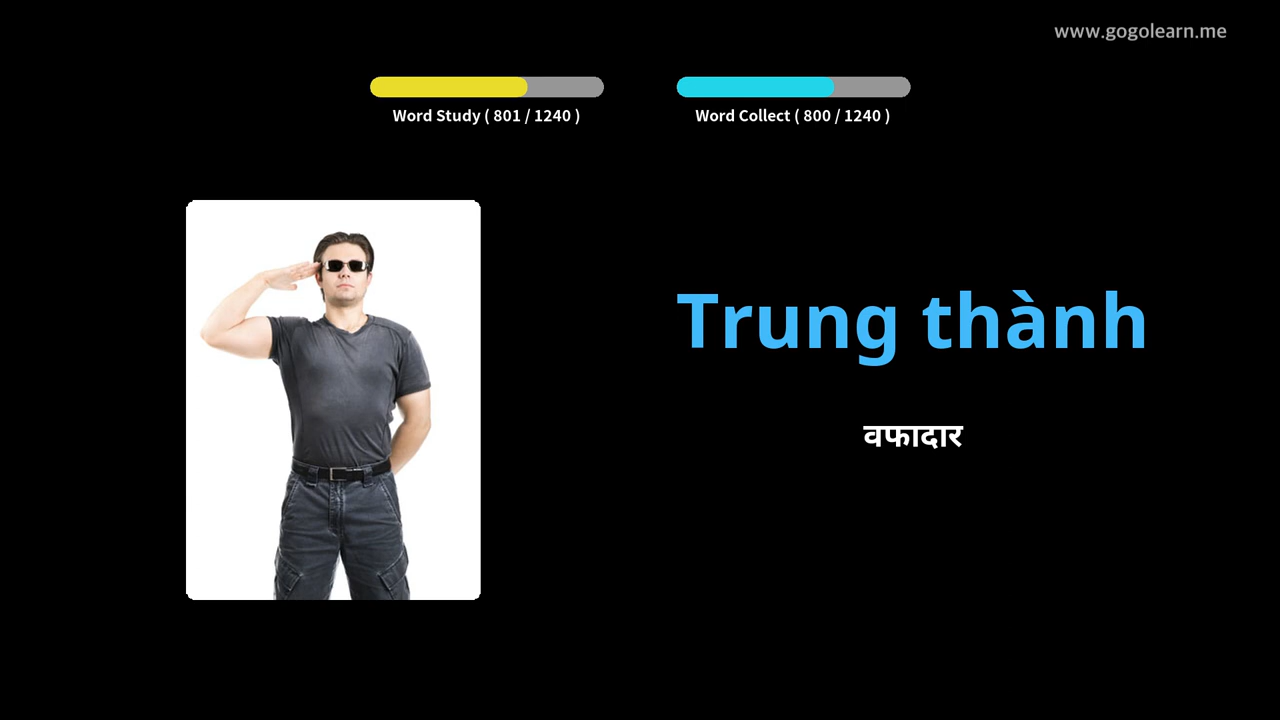 www.gogolearn.me
Word Study ( 801 / 1240 )
Word Collect ( 800 / 1240 )
Trung thành
वफादार